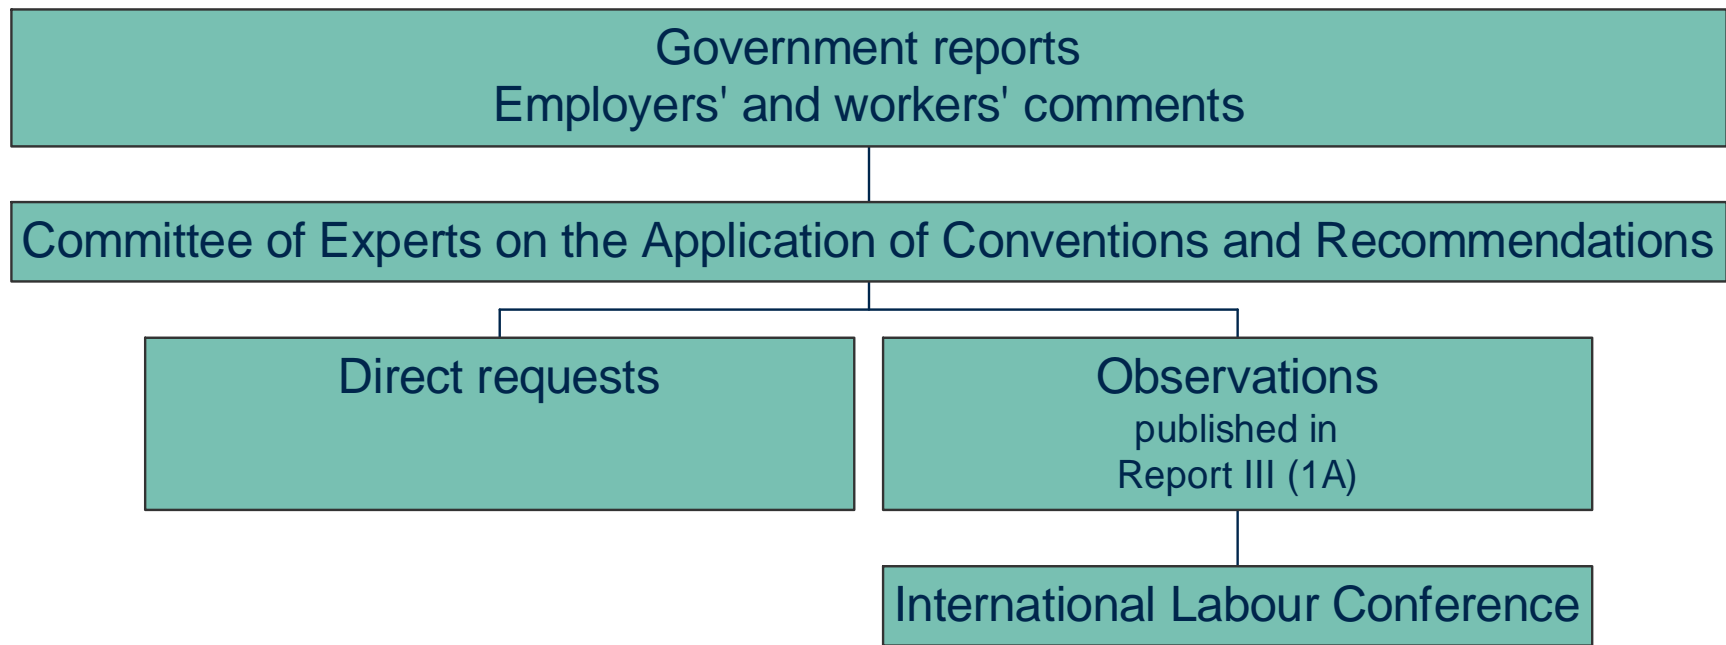 Government reports
Employers' and workers' comments
Committee of Experts on the Application of Conventions and Recommendations
Direct requests
Observations
published in
Report III (1A)
International Labour Conference